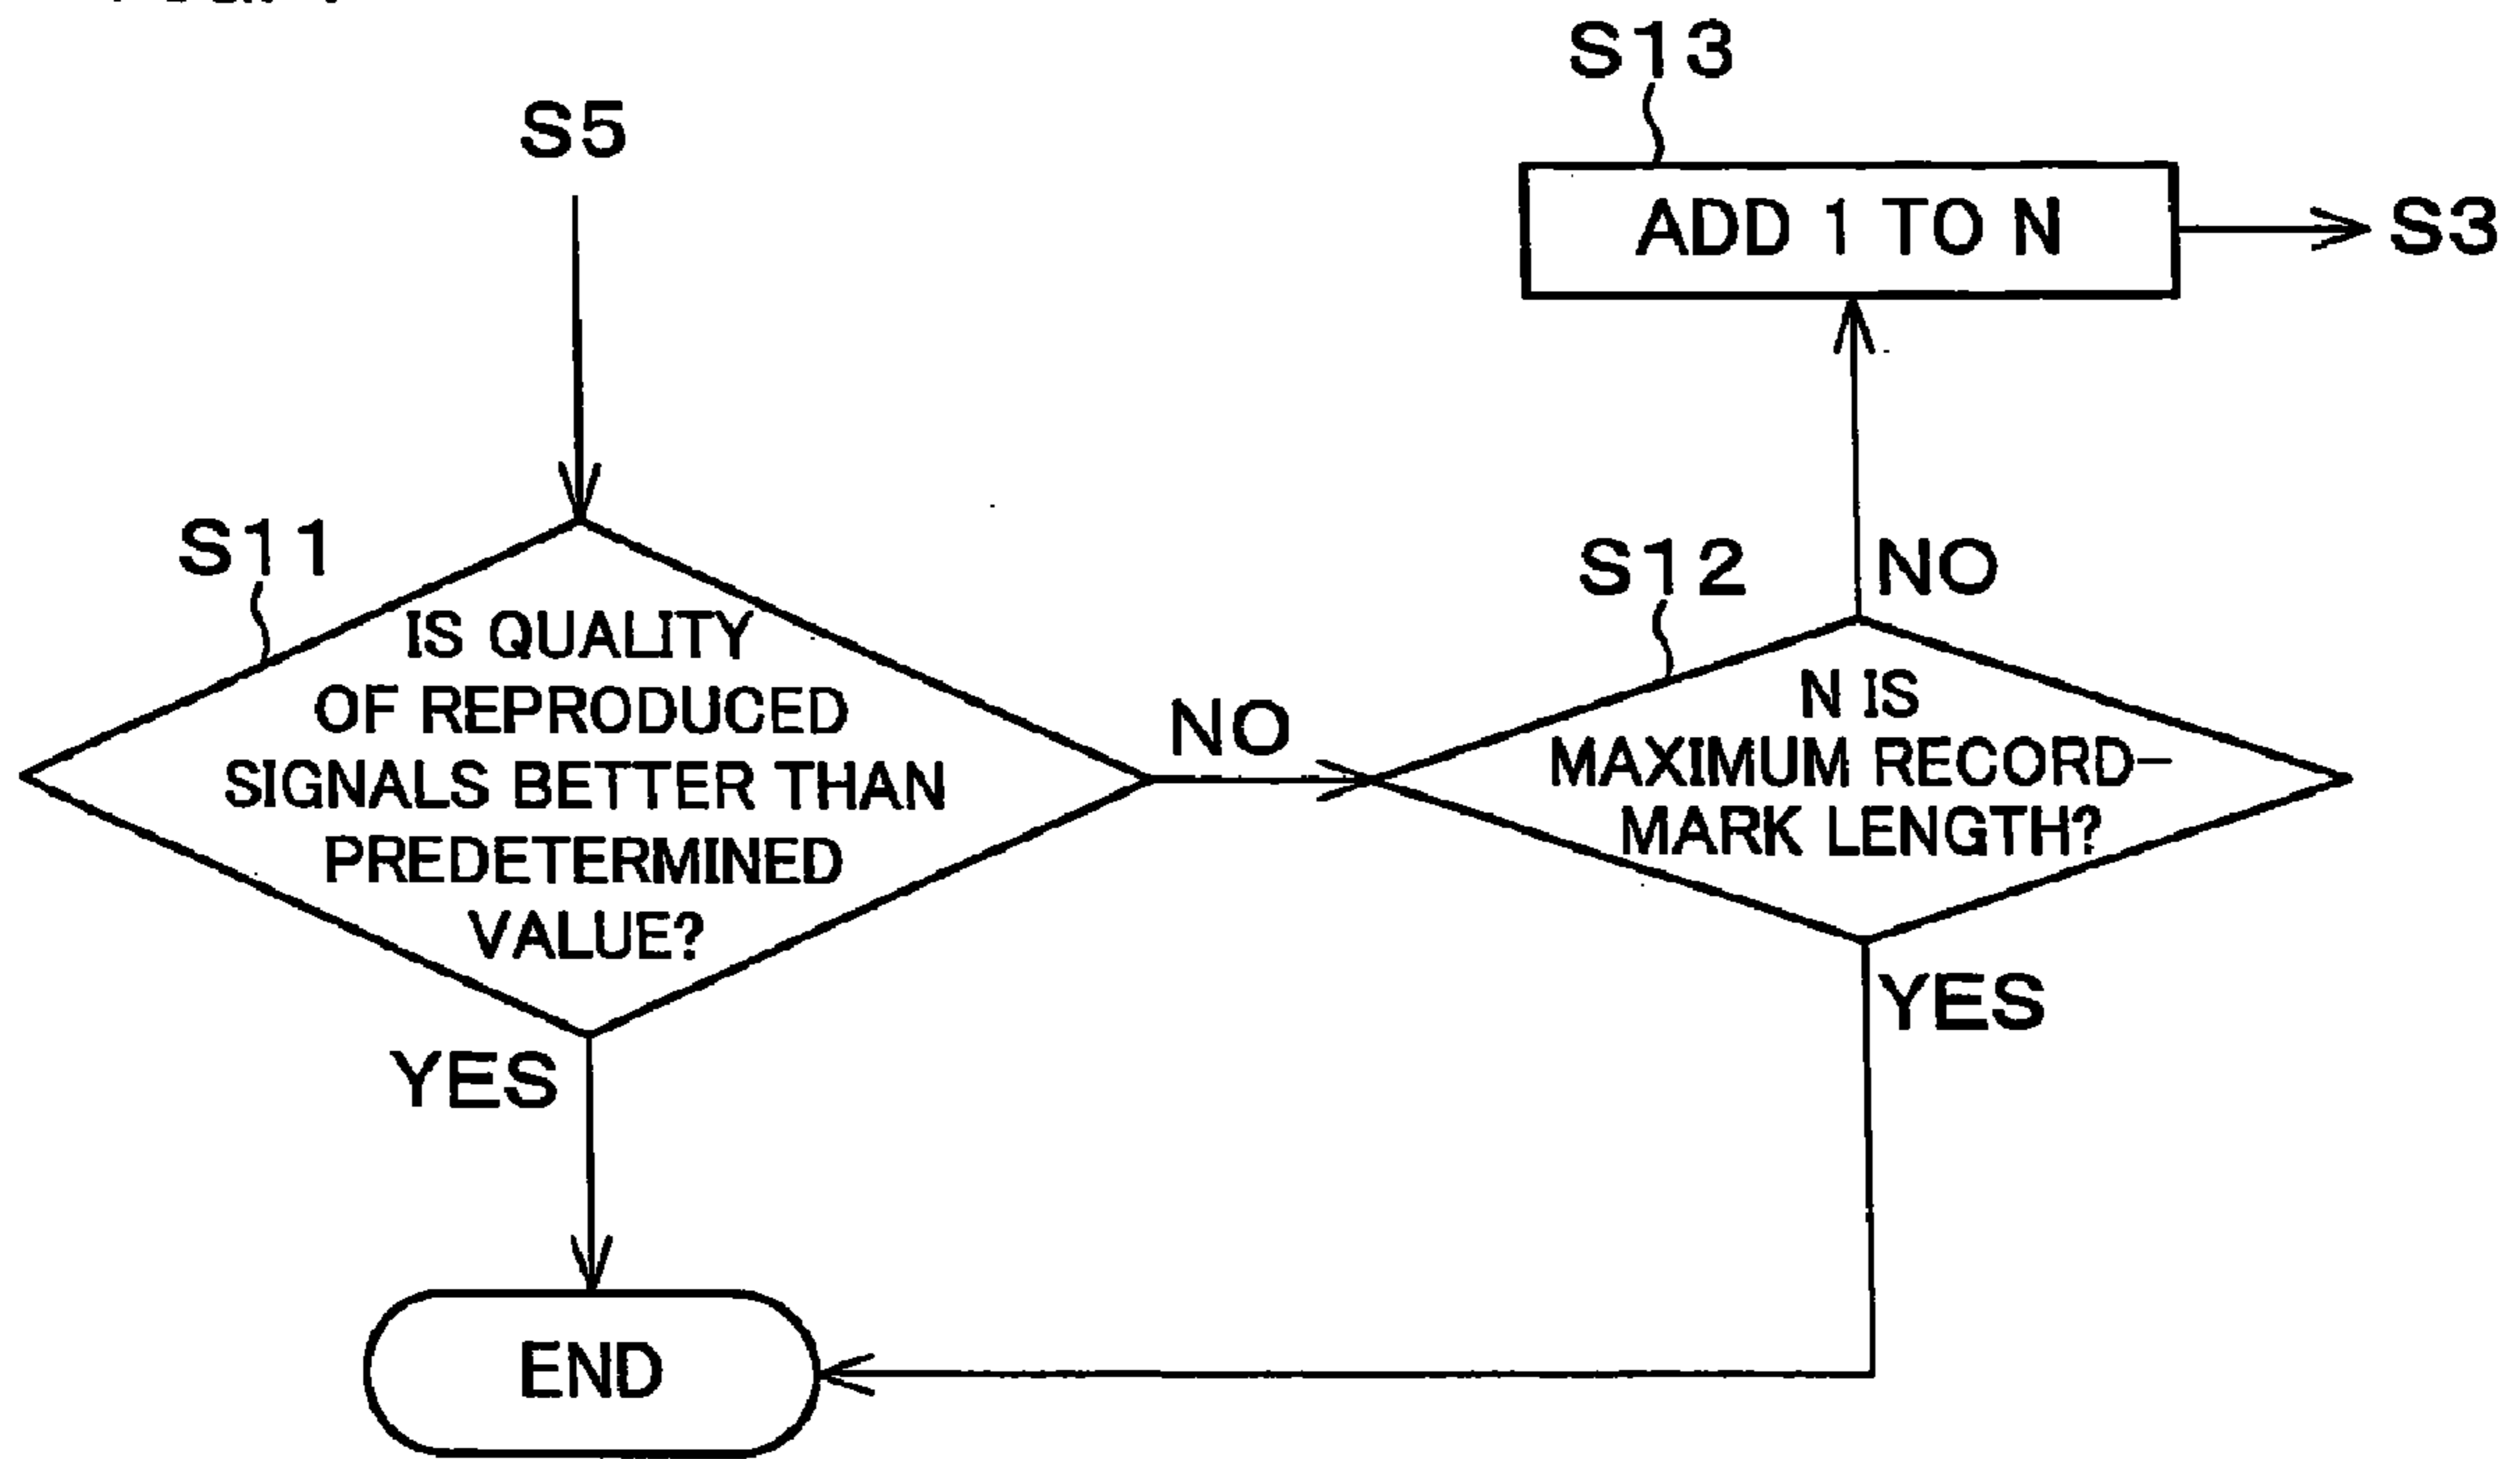 S13
S5
ADD 1 TO N
S3
S11
S12
NO
IS QUALITY
OF REPRODUCED
SIGNALS BETTER THAN
PREDETERMINED
VALUE?
NO
N IS
MAXIMUM RECORD-
MARK LENGTH?
YES
YES
END